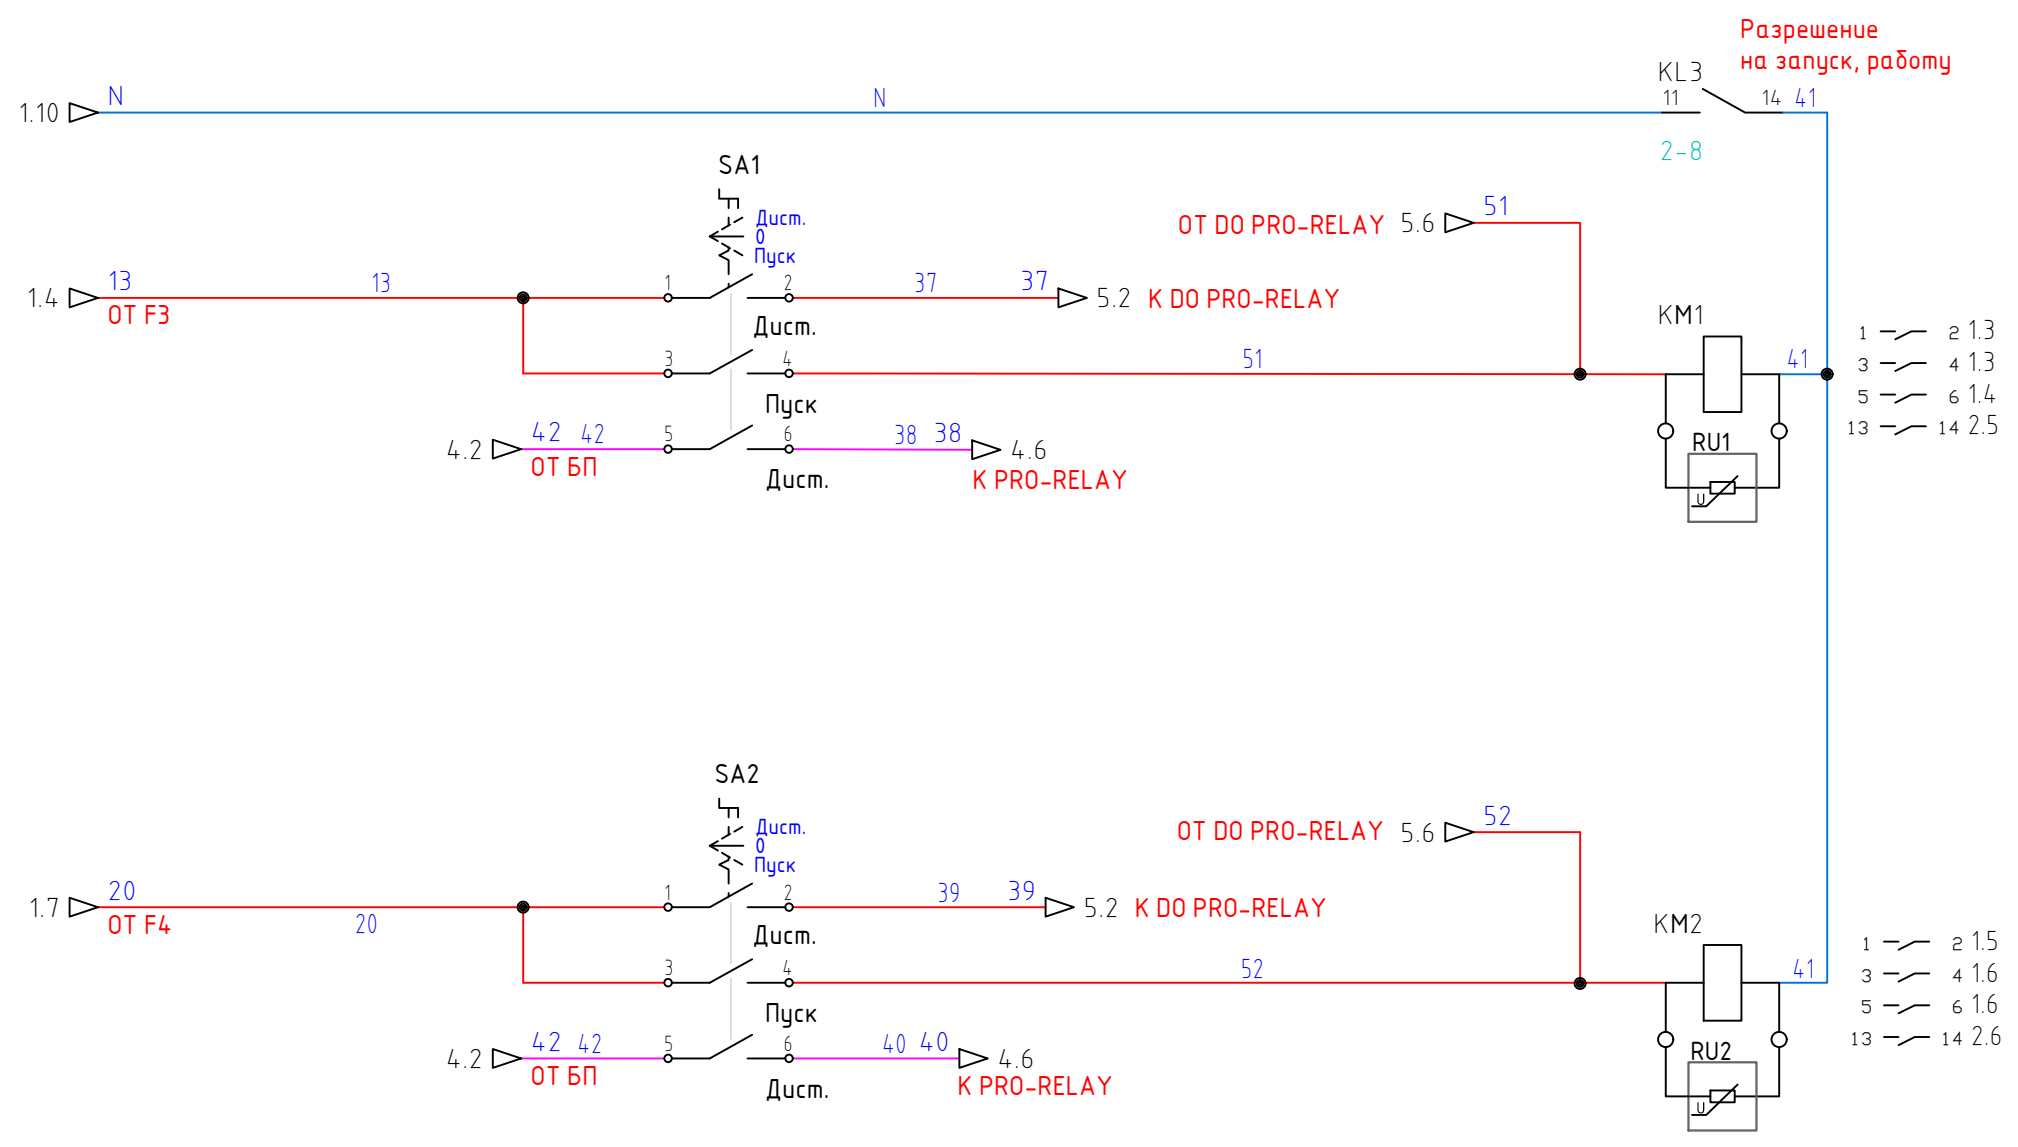 Разрешение
на запуск, работу
KL3
1.10 N N 11 14 41
2-8
SA1
Дист.
0
Пуск
ОТ DO PRO-RELAY 5.6 51
1.4 13 13 1 2 37 37 5.2 К DO PRO-RELAY
ОТ F3
Дист.
3 4 51
KM1
41
1 2 1.3
3 4 1.3
5 6 1.4
13 14 2.5
Пуск
4.2 42 42 5 6 38 38 4.6
ОТ БП
Дист.
К PRO-RELAY
RU1
U
SA2
Дист.
0
Пуск
ОТ DO PRO-RELAY 5.6 52
1.7 20 20 1 2 39 39 5.2 К DO PRO-RELAY
ОТ F4
Дист.
3 4 52
KM2
41
1 2 1.5
3 4 1.6
5 6 1.6
13 14 2.6
Пуск
4.2 42 42 5 6 40 40 4.6
ОТ БП
Дист.
К PRO-RELAY
RU2
U